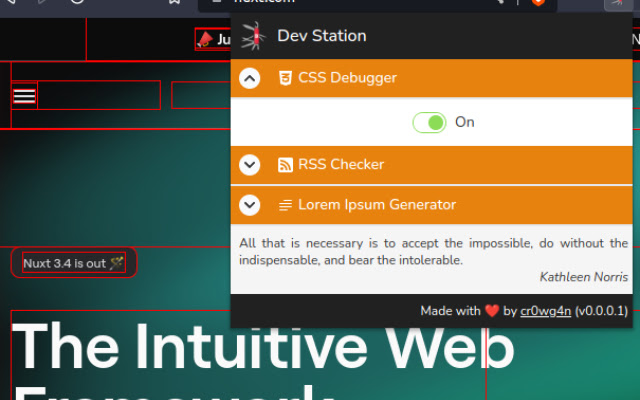 Ju
Dev Station
CSS Debugger
On
RSS Checker
Lorem Ipsum Generator
All that is necessary is to accept the impossible, do without the
indispensable, and bear the intolerable.
Kathleen Norris
Made with ❤️ by cr0wg4n (v0.0.0.1)
Nuxt 3.4 is out
The Intuitive Web
Framework